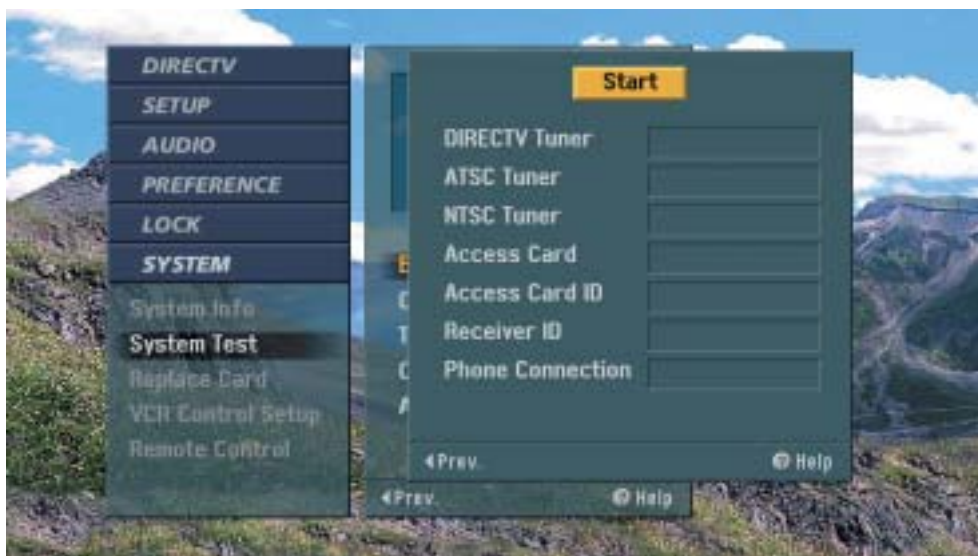 DIRECTV
SETUP
AUDIO
PREFERENCE
LOCK
SYSTEM
System Info
System Test
Replace Card
VCR Control Setup
Remote Control
Start
DIRECTV Tuner
ATSC Tuner
NTSC Tuner
Access Card
Access Card ID
Receiver ID
Phone Connection
Prev.
Help
Prev.
Help